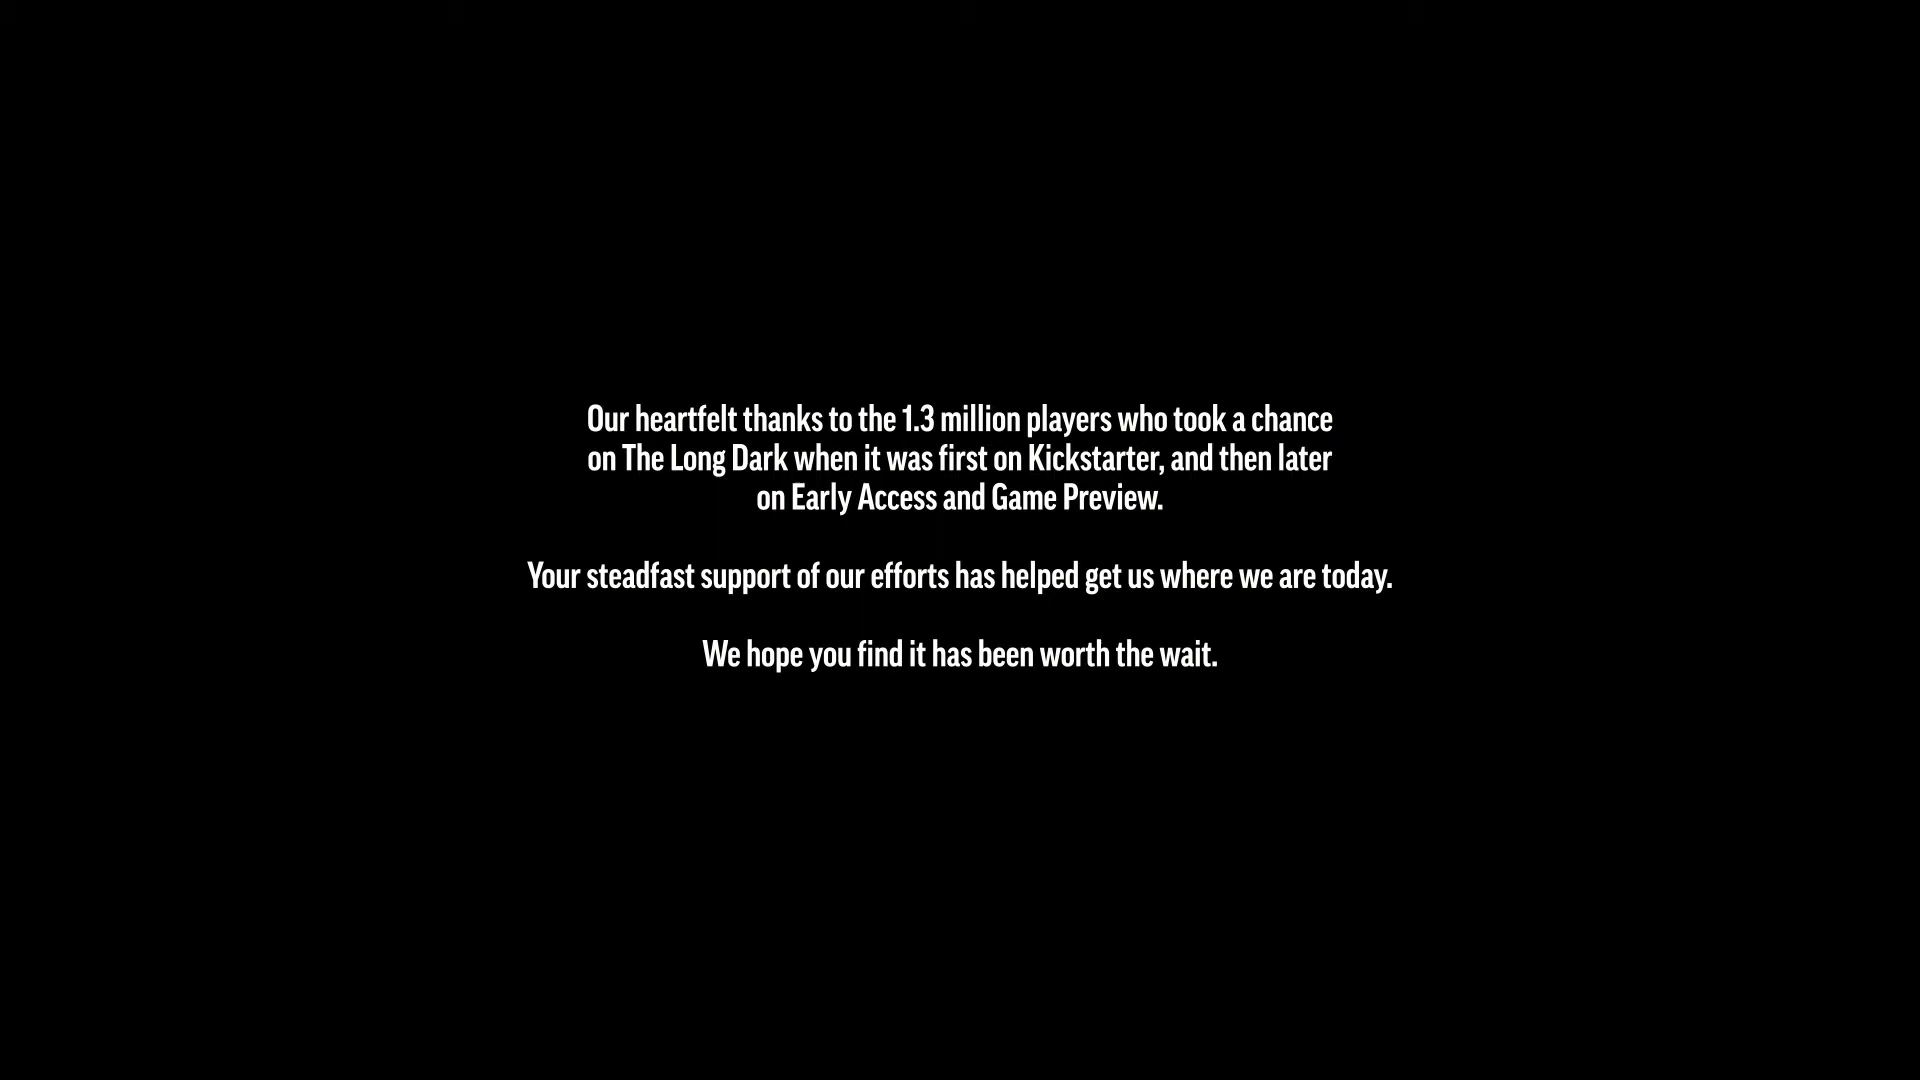 Our heartfelt thanks to the 1.3 million players who took a chance
on The Long Dark when it was first on Kickstarter, and then later
on Early Access and Game Preview.
Your steadfast support of our efforts has helped get us where we are today.
We hope you find it has been worth the wait.